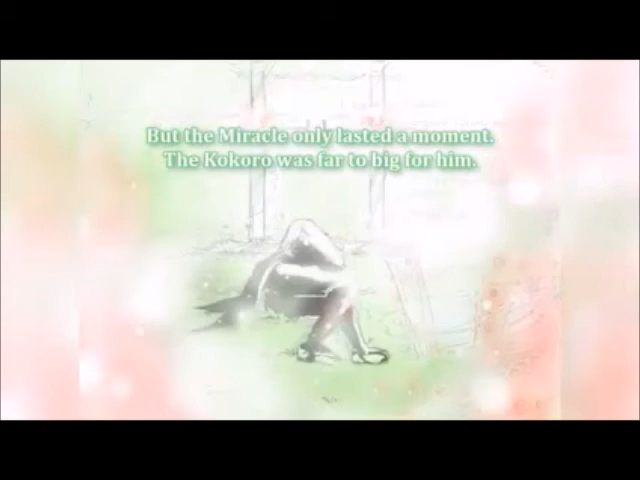 But the Miracle only lasted a moment.
The Kokoro was far to big for him.